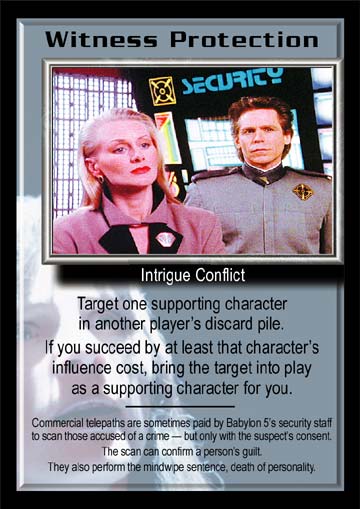 Witness Protection
SECURITY
Intrigue Conflict
Target one supporting character
in another player's discard pile.
If you succeed by at least that character's
influence cost, bring the target into play
as a supporting character for you.
Commercial telepaths are sometimes paid by Babylon 5's security staff
to scan those accused of a crime — but only with the suspect's consent.
The scan can confirm a person's guilt.
They also perform the mindwipe sentence, death of personality.